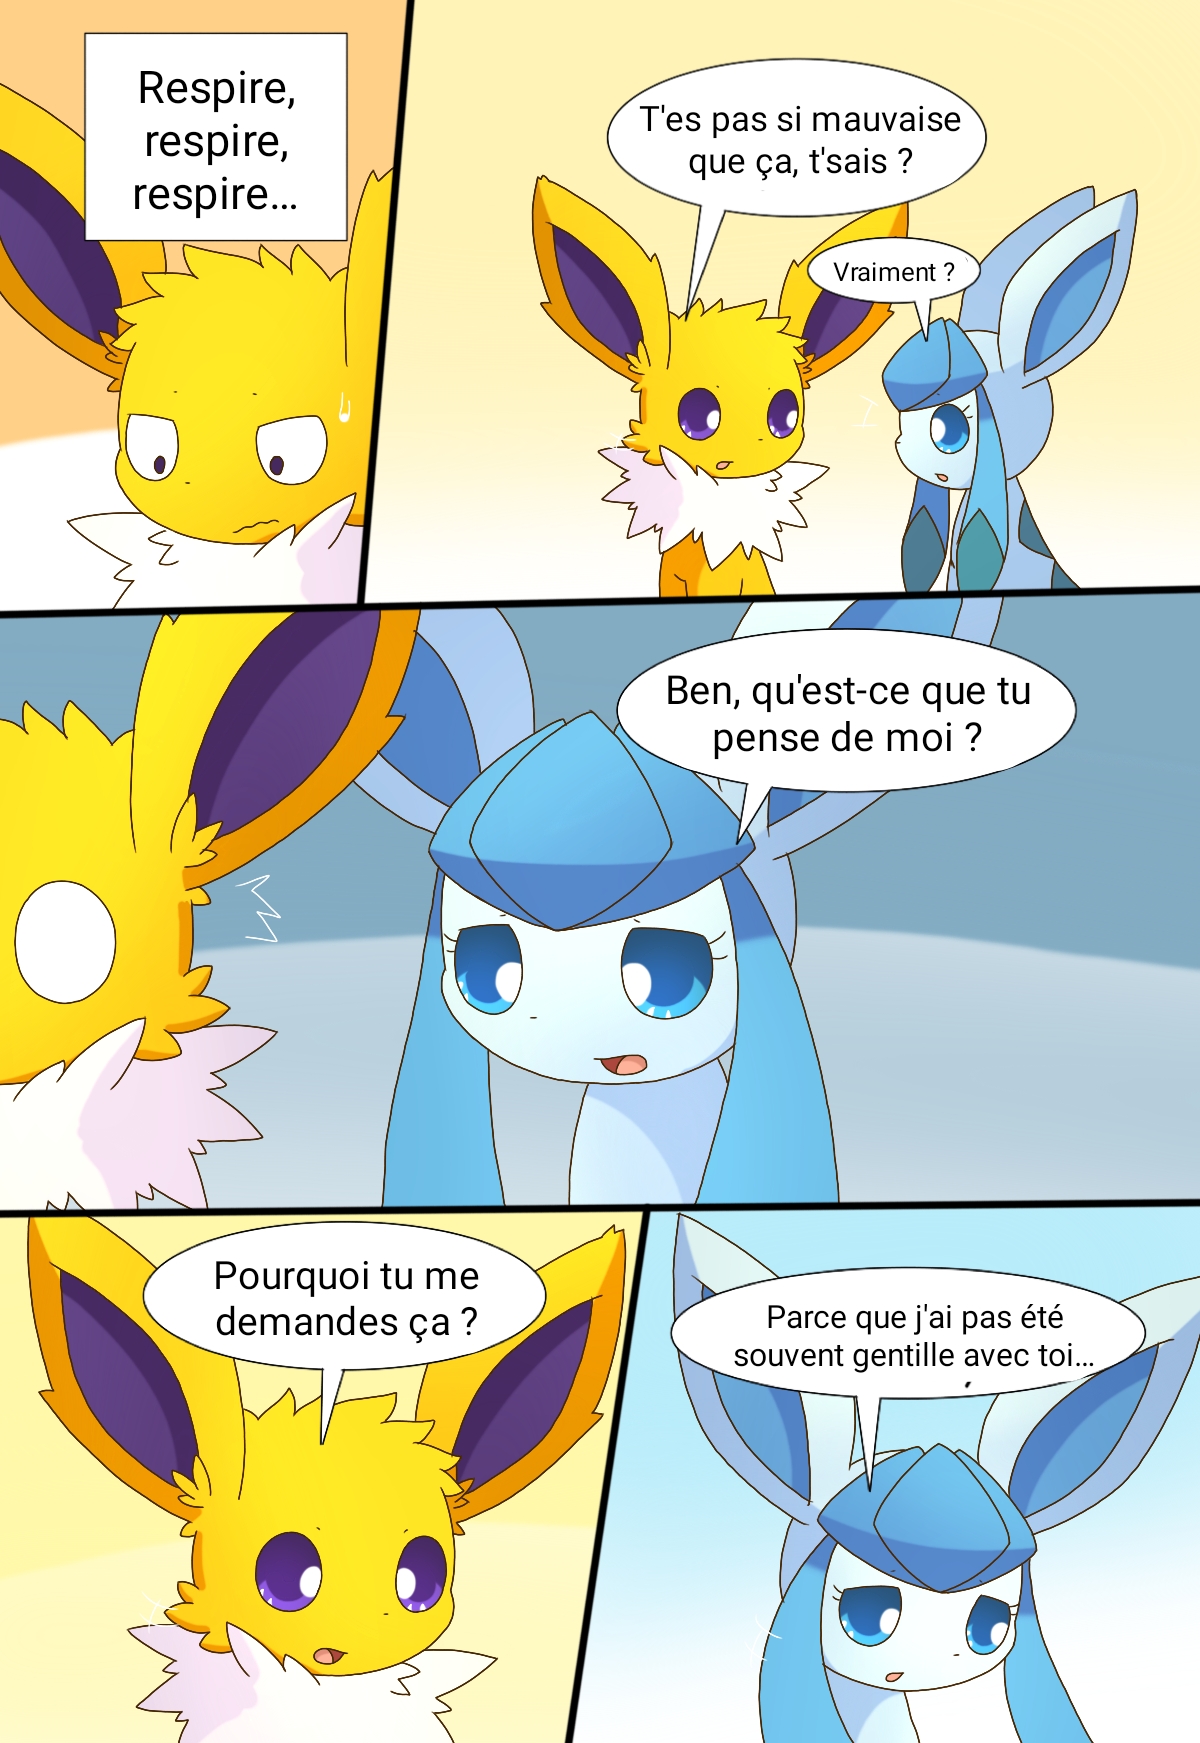 Respire,
respire,
respire...
T'es pas si mauvaise
que ça, t'sais ?
Vraiment ?
Ben, qu'est-ce que tu
pense de moi ?
Pourquoi tu me
demandes ça ?
Parce que j'ai pas été
souvent gentille avec toi...